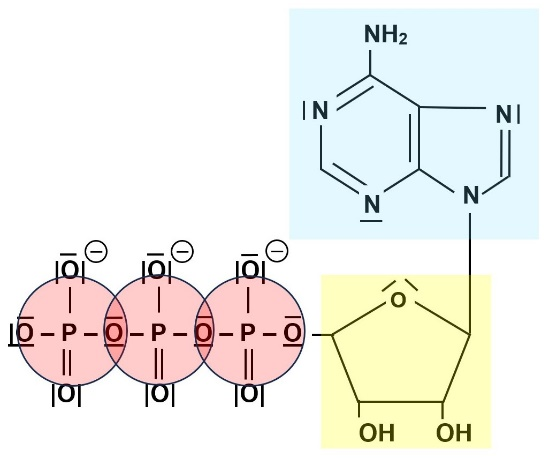 NH₂
N N
N N
O⊖ O⊖ O⊖
O
O P O P O P O
O O O
OH OH